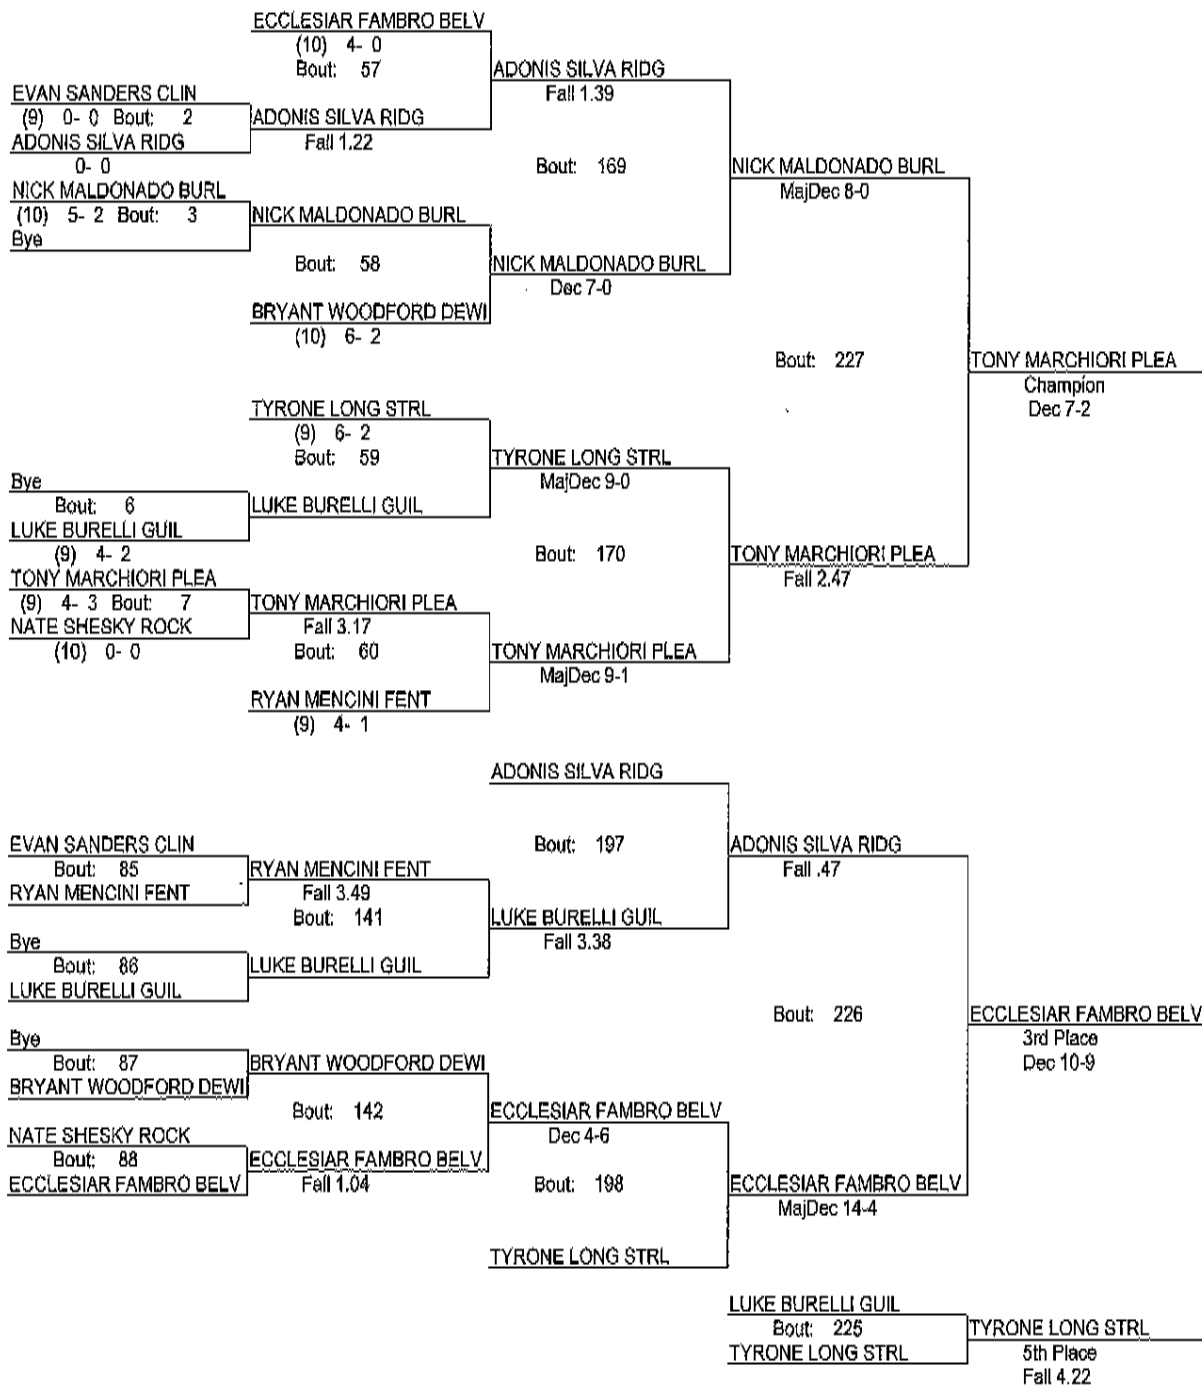 ECCLESIAR FAMBRO BELV
(10) 4- 0
Bout: 57
ADONIS SILVA RIDG
Fall 1.39
EVAN SANDERS CLIN
(9) 0- 0 Bout: 2
ADONIS SILVA RIDG
Fall 1.22
ADONIS SILVA RIDG
0- 0
Bout: 169
NICK MALDONADO BURL
MajDec 8-0
NICK MALDONADO BURL
(10) 5- 2 Bout: 3
NICK MALDONADO BURL
Bye
Bout: 58
NICK MALDONADO BURL
Dec 7-0
BRYANT WOODFORD DEWI
(10) 6- 2
Bout: 227
TONY MARCHIORI PLEA
Champion
Dec 7-2
TYRONE LONG STRL
(9) 6- 2
Bout: 59
TYRONE LONG STRL
MajDec 9-0
Bye
Bout: 6
LUKE BURELLI GUIL
LUKE BURELLI GUIL
(9) 4- 2
Bout: 170
TONY MARCHIORI PLEA
Fall 2.47
TONY MARCHIORI PLEA
(9) 4- 3 Bout: 7
TONY MARCHIORI PLEA
Fall 3.17
NATE SHESKY ROCK
(10) 0- 0
Bout: 60
TONY MARCHIORI PLEA
MajDec 9-1
RYAN MENCINI FENT
(9) 4- 1
ADONIS SILVA RIDG
Bout: 197
ADONIS SILVA RIDG
Fall .47
EVAN SANDERS CLIN
Bout: 85
RYAN MENCINI FENT
RYAN MENCINI FENT
Fall 3.49
Bout: 141
LUKE BURELLI GUIL
Fall 3.38
Bye
Bout: 86
LUKE BURELLI GUIL
LUKE BURELLI GUIL
Bout: 226
ECCLESIAR FAMBRO BELV
3rd Place
Dec 10-9
Bye
Bout: 87
BRYANT WOODFORD DEWI
BRYANT WOODFORD DEWI
Bout: 142
ECCLESIAR FAMBRO BELV
Dec 4-6
NATE SHESKY ROCK
Bout: 88
ECCLESIAR FAMBRO BELV
ECCLESIAR FAMBRO BELV
Fall 1.04
Bout: 198
ECCLESIAR FAMBRO BELV
MajDec 14-4
TYRONE LONG STRL
LUKE BURELLI GUIL
Bout: 225
TYRONE LONG STRL
TYRONE LONG STRL
5th Place
Fall 4.22